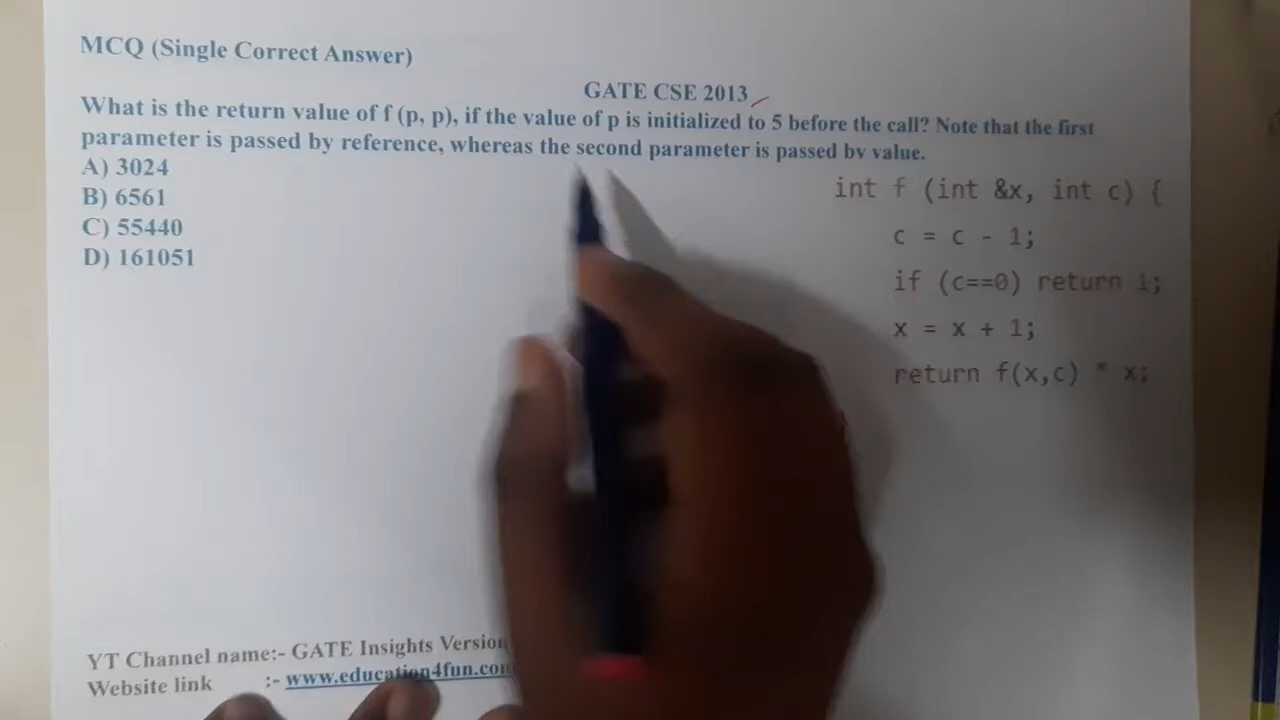 MCQ (Single Correct Answer)
GATE CSE 2013
What is the return value of f (p, p), if the value of p is initialized to 5 before the call? Note that the first
parameter is passed by reference, whereas the second parameter is passed by value.
A) 3024
B) 6561
C) 55440
D) 161051
int f (int &x, int c) {
c = c - 1;
if (c==0) return 1;
x = x + 1;
return f(x,c) * x;
YT Channel name:- GATE Insights Version
Website link :- www.education4fun.com